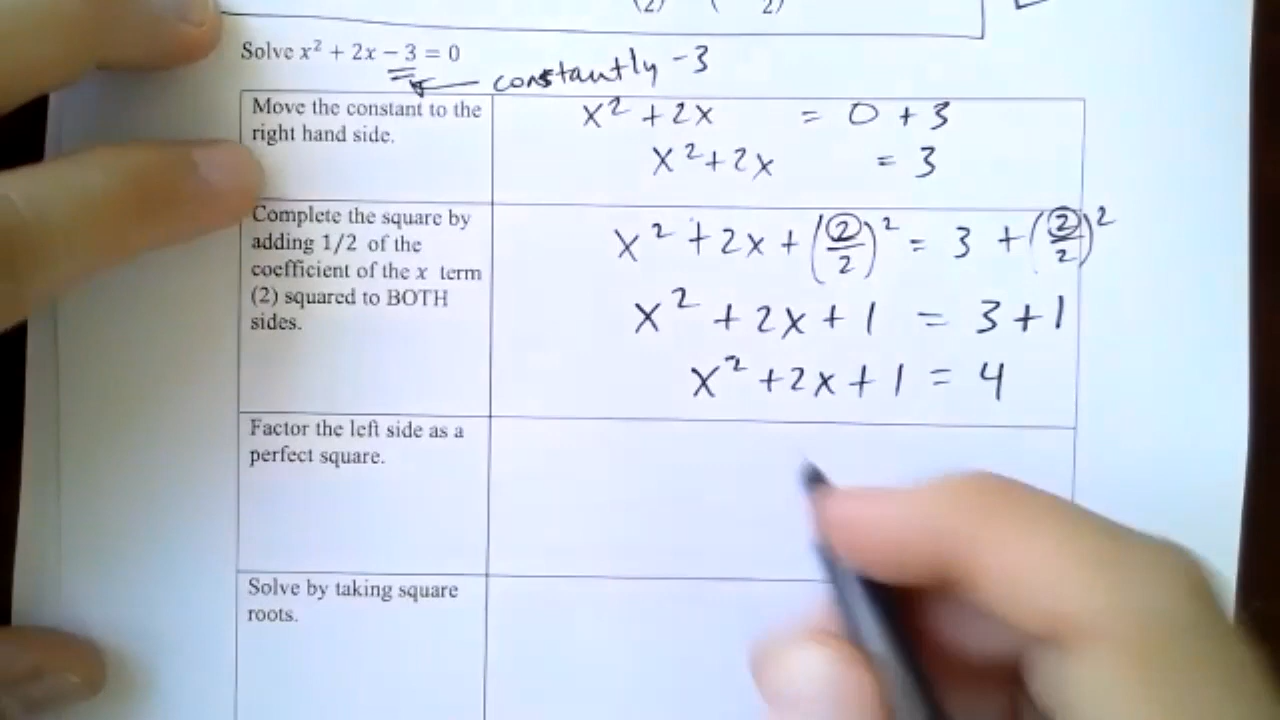 (2) ( 2)
Solve x² + 2x − 3 = 0
constantly -3
Move the constant to the
right hand side.
x² + 2x = 0 + 3
x² + 2x = 3
Complete the square by
adding 1/2 of the
coefficient of the x term
(2) squared to BOTH
sides.
x² + 2x + (2/2)² = 3 + (2/2)²
x² + 2x + 1 = 3 + 1
x² + 2x + 1 = 4
Factor the left side as a
perfect square.
Solve by taking square
roots.